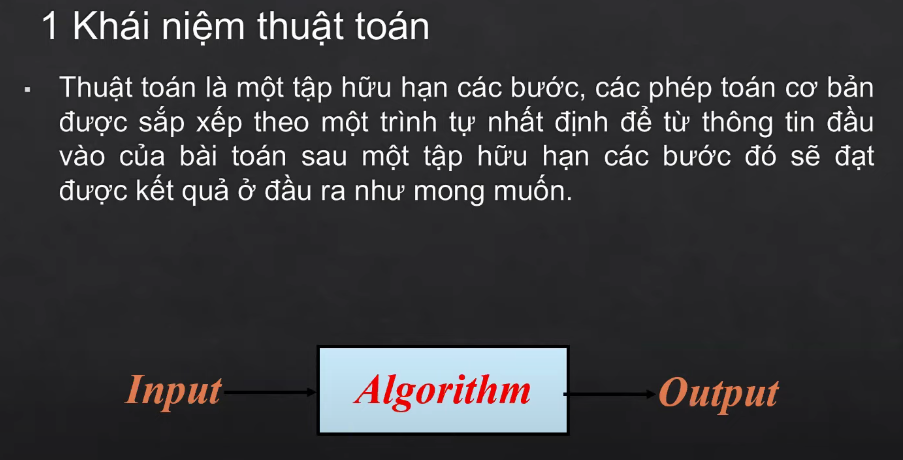 1 Khái niệm thuật toán
▪ Thuật toán là một tập hữu hạn các bước, các phép toán cơ bản
được sắp xếp theo một trình tự nhất định để từ thông tin đầu
vào của bài toán sau một tập hữu hạn các bước đó sẽ đạt
được kết quả ở đầu ra như mong muốn.
Input
Algorithm
Output